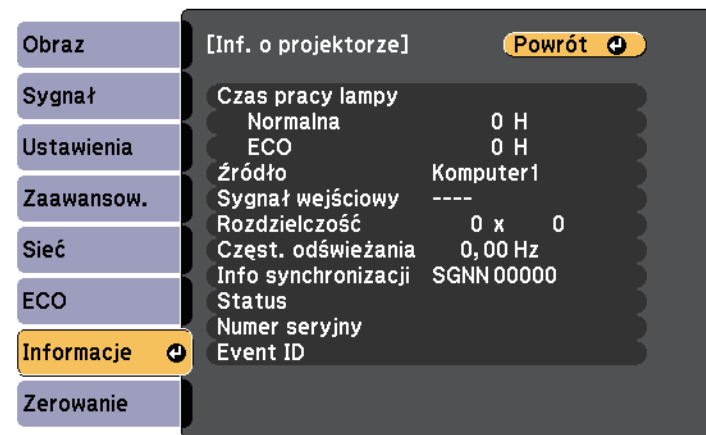 Obraz
Sygnał
Ustawienia
Zaawansow.
Sieć
ECO
Informacje
Zerowanie
[Inf. o projektorze]
Powrót
Czas pracy lampy
Normalna 0 H
ECO 0 H
Źródło Komputer1
Sygnał wejściowy ----
Rozdzielczość 0 x 0
Częst. odświeżania 0,00 Hz
Info synchronizacji SGNN 00000
Status
Numer seryjny
Event ID